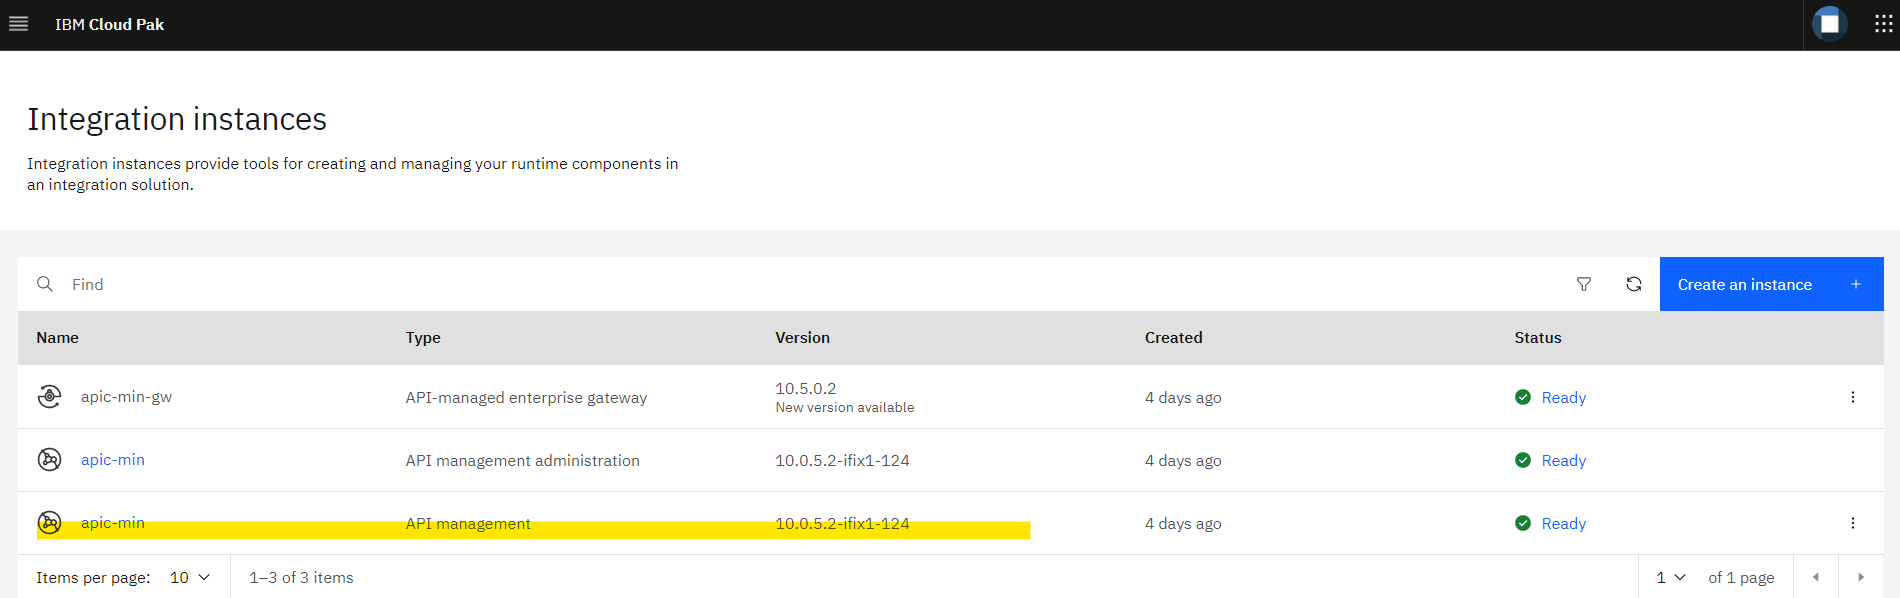 IBM Cloud Pak
Integration instances
Integration instances provide tools for creating and managing your runtime components in
an integration solution.
Find
Create an instance +
Name Type Version Created Status
apic-min-gw API-managed enterprise gateway 10.5.0.2 4 days ago Ready
New version available
apic-min API management administration 10.0.5.2-ifix1-124 4 days ago Ready
apic-min API management 10.0.5.2-ifix1-124 4 days ago Ready
Items per page: 10 1–3 of 3 items 1 of 1 page